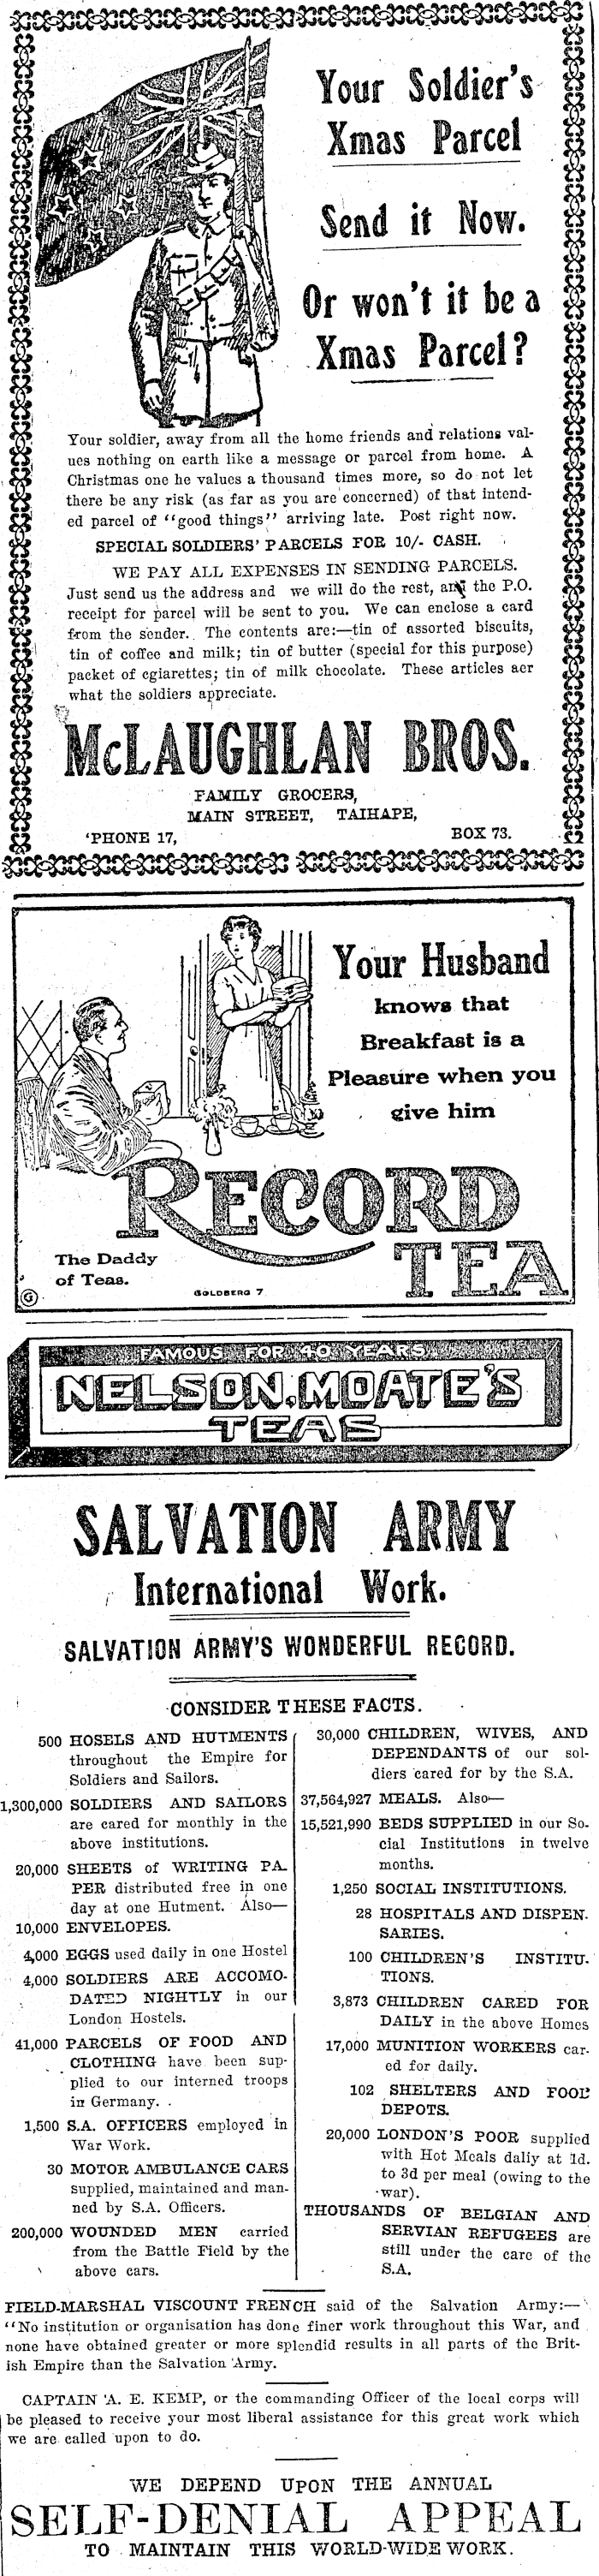 Your Soldier's
Xmas Parcel
Send it Now.
Or won't it be a
Xmas Parcel?
Your soldier, away from all the home friends and relations val-
ues nothing on earth like a message or parcel from home. A
Christmas one he values a thousand times more, so do not let
there be any risk (as far as you are concerned) of that intend-
ed parcel of "good things" arriving late. Post right now.
SPECIAL SOLDIERS' PARCELS FOR 10/- CASH.
WE PAY ALL EXPENSES IN SENDING PARCELS.
Just send us the address and we will do the rest, and the P.O.
receipt for parcel will be sent to you. We can enclose a card
from the sender. The contents are:—tin of assorted biscuits,
tin of coffee and milk; tin of butter (special for this purpose)
packet of cgiarettes; tin of milk chocolate. These articles aer
what the soldiers appreciate.
McLAUGHLAN BROS.
FAMILY GROCERS,
MAIN STREET, TAIHAPE,
'PHONE 17, BOX 73.
Your Husband
knows that
Breakfast is a
Pleasure when you
give him
RECORD
TEA
The Daddy
of Teas.
G
GOLDBERG 7
FAMOUS FOR 40 YEARS
NELSON, MOATE'S
TEAS
SALVATION ARMY
International Work.
SALVATION ARMY'S WONDERFUL RECORD.
CONSIDER THESE FACTS.
500 HOSELS AND HUTMENTS
throughout the Empire for
Soldiers and Sailors.
1,300,000 SOLDIERS AND SAILORS
are cared for monthly in the
above institutions.
20,000 SHEETS of WRITING PA-
PER distributed free in one
day at one Hutment. Also—
10,000 ENVELOPES.
4,000 EGGS used daily in one Hostel
4,000 SOLDIERS ARE ACCOMO-
DATED NIGHTLY in our
London Hostels.
41,000 PARCELS OF FOOD AND
CLOTHING have been sup-
plied to our interned troops
in Germany.
1,500 S.A. OFFICERS employed in
War Work.
30 MOTOR AMBULANCE CARS
supplied, maintained and man-
ned by S.A. Officers.
200,000 WOUNDED MEN carried
from the Battle Field by the
above cars.
30,000 CHILDREN, WIVES, AND
DEPENDANTS of our sol-
diers cared for by the S.A.
37,564,927 MEALS. Also—
15,521,990 BEDS SUPPLIED in our So-
cial Institutions in twelve
months.
1,250 SOCIAL INSTITUTIONS.
28 HOSPITALS AND DISPEN-
SARIES.
100 CHILDREN'S INSTITU-
TIONS.
3,873 CHILDREN CARED FOR
DAILY in the above Homes
17,000 MUNITION WORKERS car-
ed for daily.
102 SHELTERS AND FOOD
DEPOTS.
20,000 LONDON'S POOR supplied
with Hot Meals daliy at 1d.
to 3d per meal (owing to the
war).
THOUSANDS OF BELGIAN AND
SERVIAN REFUGEES are
still under the care of the
S.A.
FIELD-MARSHAL VISCOUNT FRENCH said of the Salvation Army:—
"No institution or organisation has done finer work throughout this War, and
none have obtained greater or more splendid results in all parts of the Brit-
ish Empire than the Salvation Army.
CAPTAIN A. E. KEMP, or the commanding Officer of the local corps will
be pleased to receive your most liberal assistance for this great work which
we are called upon to do.
WE DEPEND UPON THE ANNUAL
SELF-DENIAL APPEAL
TO MAINTAIN THIS WORLD-WIDE WORK.